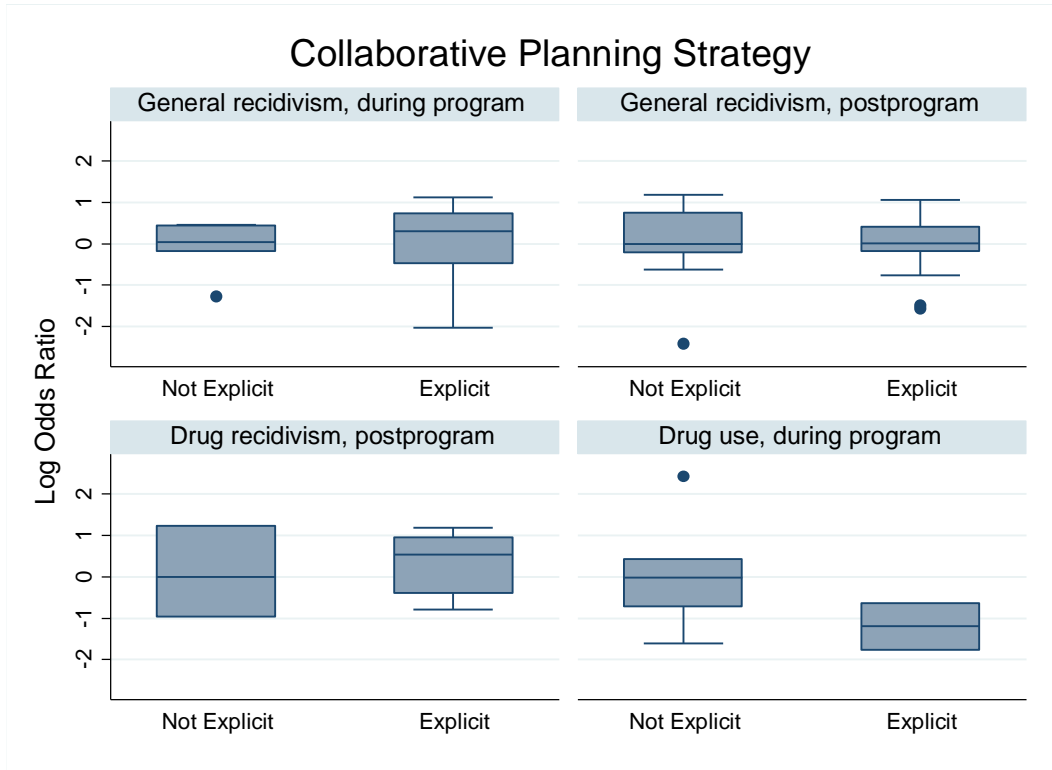 Collaborative Planning Strategy
General recidivism, during program
General recidivism, postprogram
2
1
0
-1
-2
Not Explicit
Explicit
Not Explicit
Explicit
Log Odds Ratio
Drug recidivism, postprogram
Drug use, during program
2
1
0
-1
-2
Not Explicit
Explicit
Not Explicit
Explicit